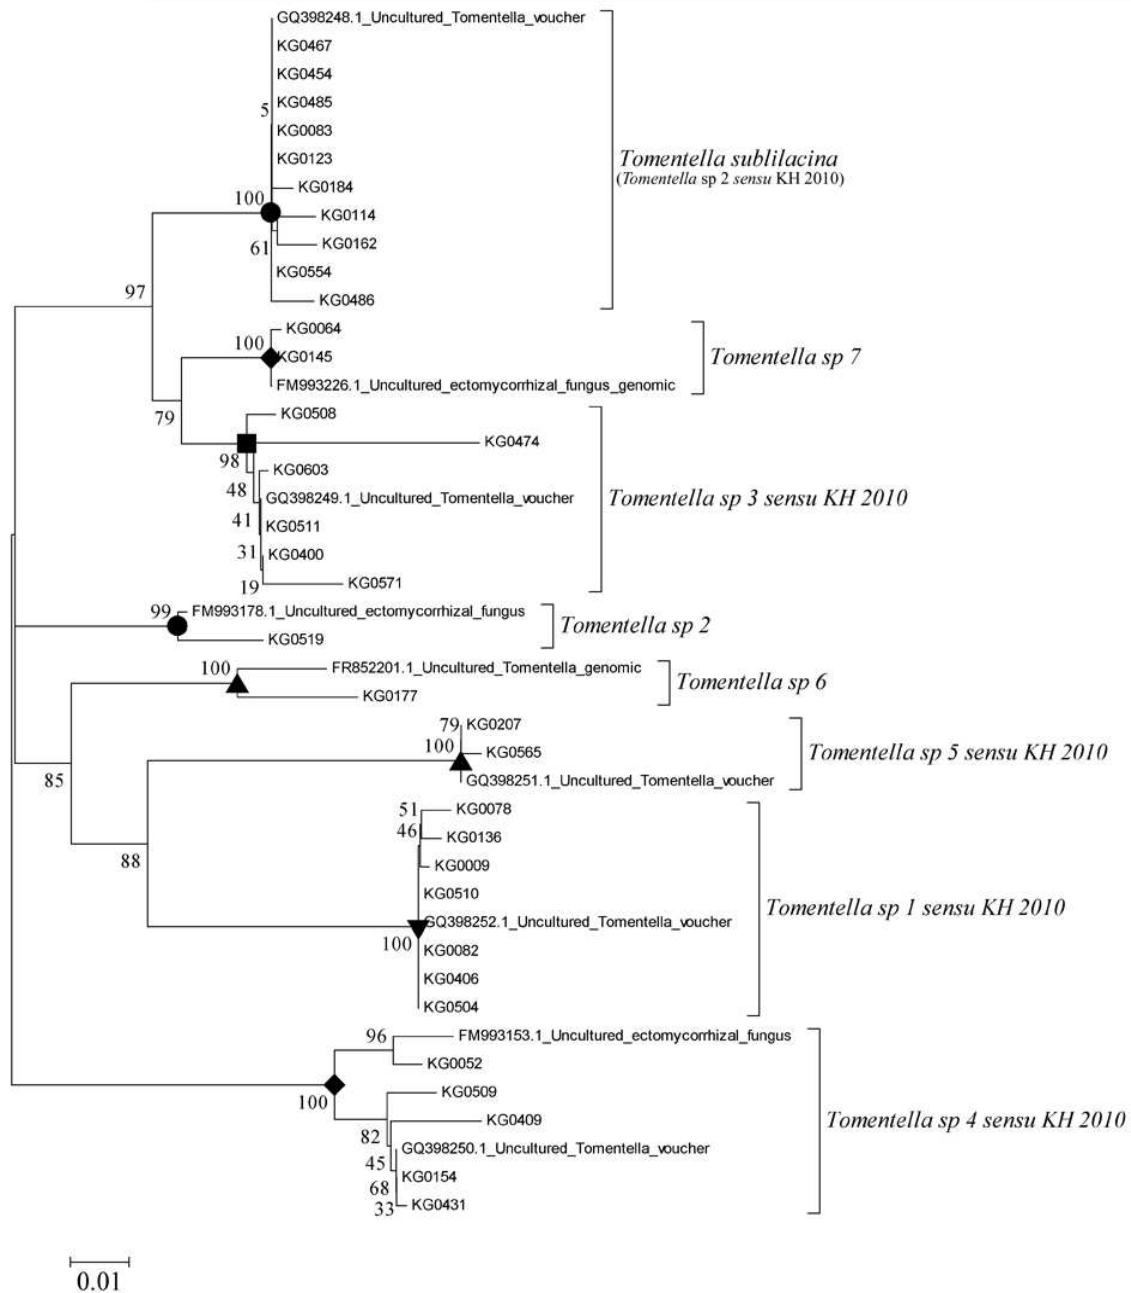 GQ398248.1_Uncultured_Tomentella_voucher
KG0467
KG0454
KG0485
5
KG0083
KG0123
Tomentella sublilacina
(Tomentella sp 2 sensu KH 2010)
KG0184
100
KG0114
61
KG0162
KG0554
97
KG0486
KG0064
100
KG0145
Tomentella sp 7
FM993226.1_Uncultured_ectomycorrhizal_fungus_genomic
79
KG0508
KG0474
98
KG0603
48
GQ398249.1_Uncultured_Tomentella_voucher
Tomentella sp 3 sensu KH 2010
41
KG0511
31
KG0400
19
KG0571
99
FM993178.1_Uncultured_ectomycorrhizal_fungus
Tomentella sp 2
KG0519
100
FR852201.1_Uncultured_Tomentella_genomic
Tomentella sp 6
KG0177
79
KG0207
100
KG0565
Tomentella sp 5 sensu KH 2010
85
GQ398251.1_Uncultured_Tomentella_voucher
51
KG0078
46
KG0136
88
KG0009
KG0510
Tomentella sp 1 sensu KH 2010
GQ398252.1_Uncultured_Tomentella_voucher
100
KG0082
KG0406
KG0504
96
FM993153.1_Uncultured_ectomycorrhizal_fungus
KG0052
100
KG0509
KG0409
Tomentella sp 4 sensu KH 2010
82
GQ398250.1_Uncultured_Tomentella_voucher
45
KG0154
68
33
KG0431
0.01